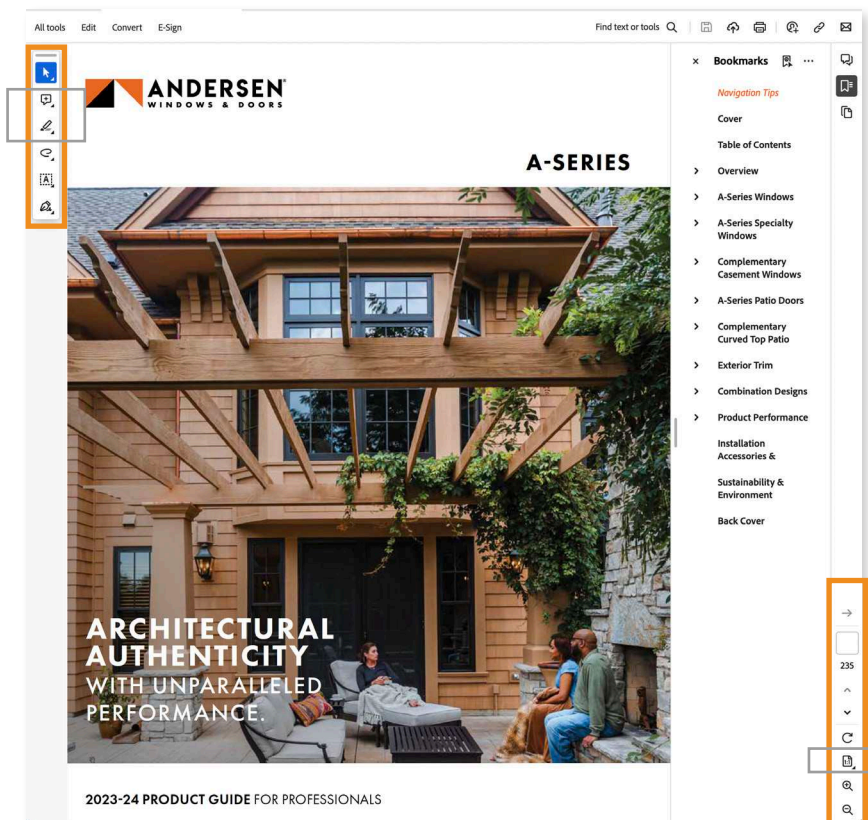 All tools Edit Convert E-Sign
Find text or tools
ANDERSEN
WINDOWS & DOORS
A-SERIES
ARCHITECTURAL
AUTHENTICITY
WITH UNPARALLELED
PERFORMANCE.
2023-24 PRODUCT GUIDE FOR PROFESSIONALS
× Bookmarks
Navigation Tips
Cover
Table of Contents
Overview
A-Series Windows
A-Series Specialty
Windows
Complementary
Casement Windows
A-Series Patio Doors
Complementary
Curved Top Patio
Exterior Trim
Combination Designs
Product Performance
Installation
Accessories &
Sustainability &
Environment
Back Cover
235